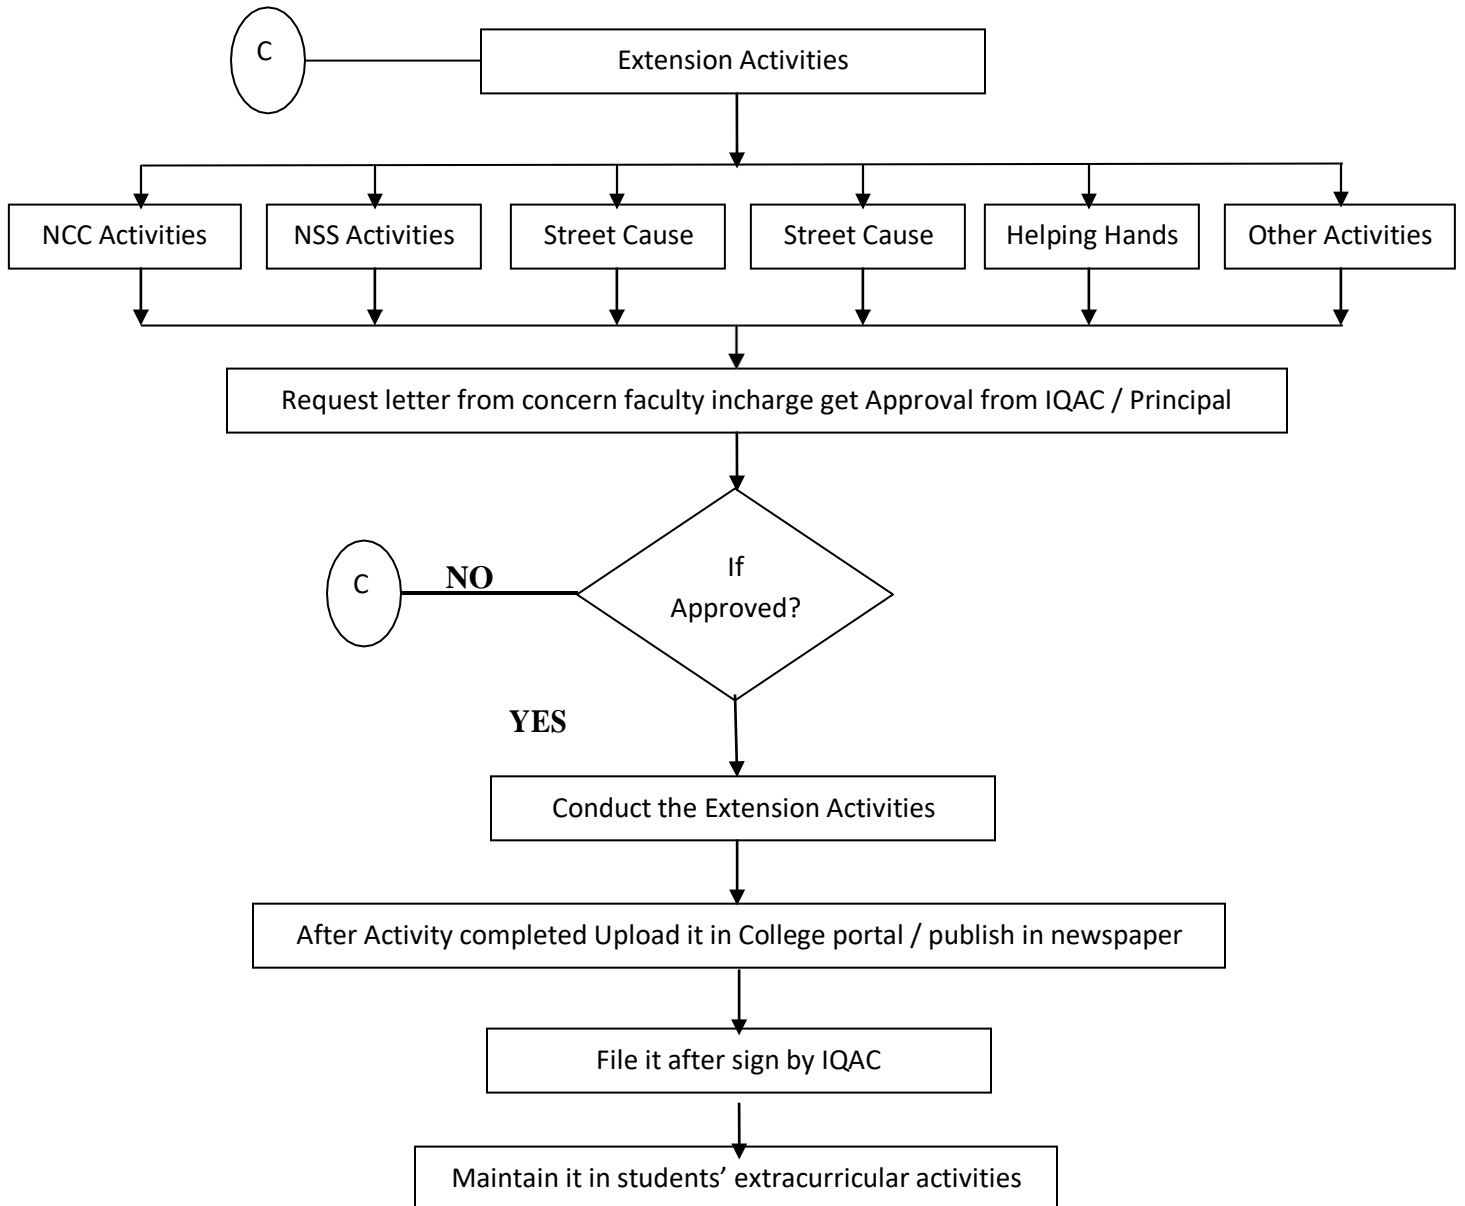 C
Extension Activities
NCC Activities
NSS Activities
Street Cause
Street Cause
Helping Hands
Other Activities
Request letter from concern faculty incharge get Approval from IQAC / Principal
If
Approved?
C
NO
YES
Conduct the Extension Activities
After Activity completed Upload it in College portal / publish in newspaper
File it after sign by IQAC
Maintain it in students’ extracurricular activities